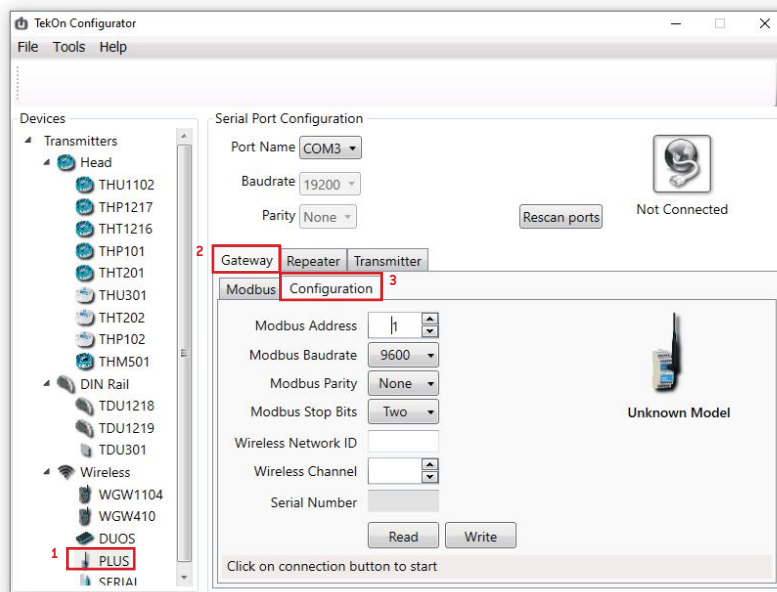 TekOn Configurator
File Tools Help
Devices
Transmitters
Head
THU1102
THP1217
THT1216
THP101
THT201
THU301
THT202
THP102
THM501
DIN Rail
TDU1218
TDU1219
TDU301
Wireless
WGW1104
WGW410
DUOS
1 PLUS
SERIAL
Serial Port Configuration
Port Name COM3
Baudrate 19200
Parity None
Rescan ports
Not Connected
2 Gateway Repeater Transmitter
Modbus Configuration 3
Modbus Address 1
Modbus Baudrate 9600
Modbus Parity None
Modbus Stop Bits Two
Wireless Network ID
Wireless Channel
Serial Number
Unknown Model
Read Write
Click on connection button to start